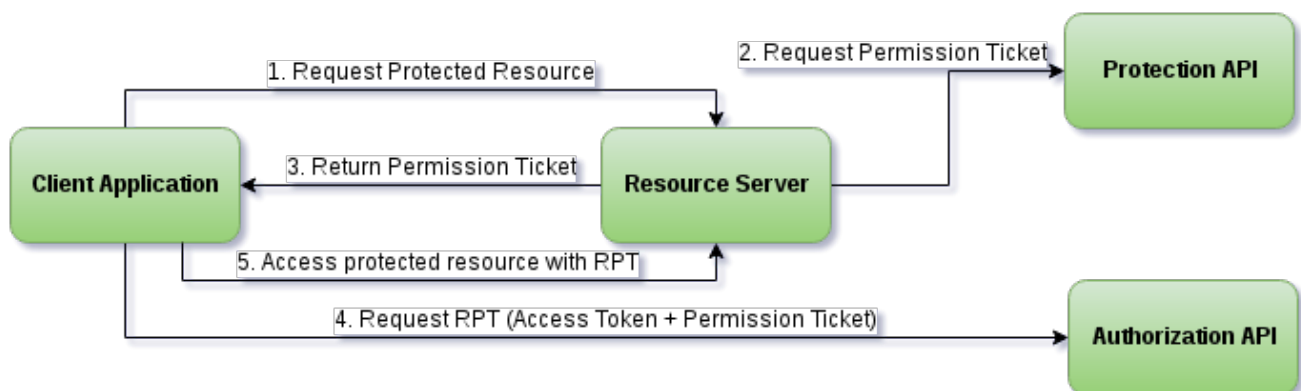 2. Request Permission Ticket
Protection API
1. Request Protected Resource
Client Application
3. Return Permission Ticket
Resource Server
5. Access protected resource with RPT
4. Request RPT (Access Token + Permission Ticket)
Authorization API